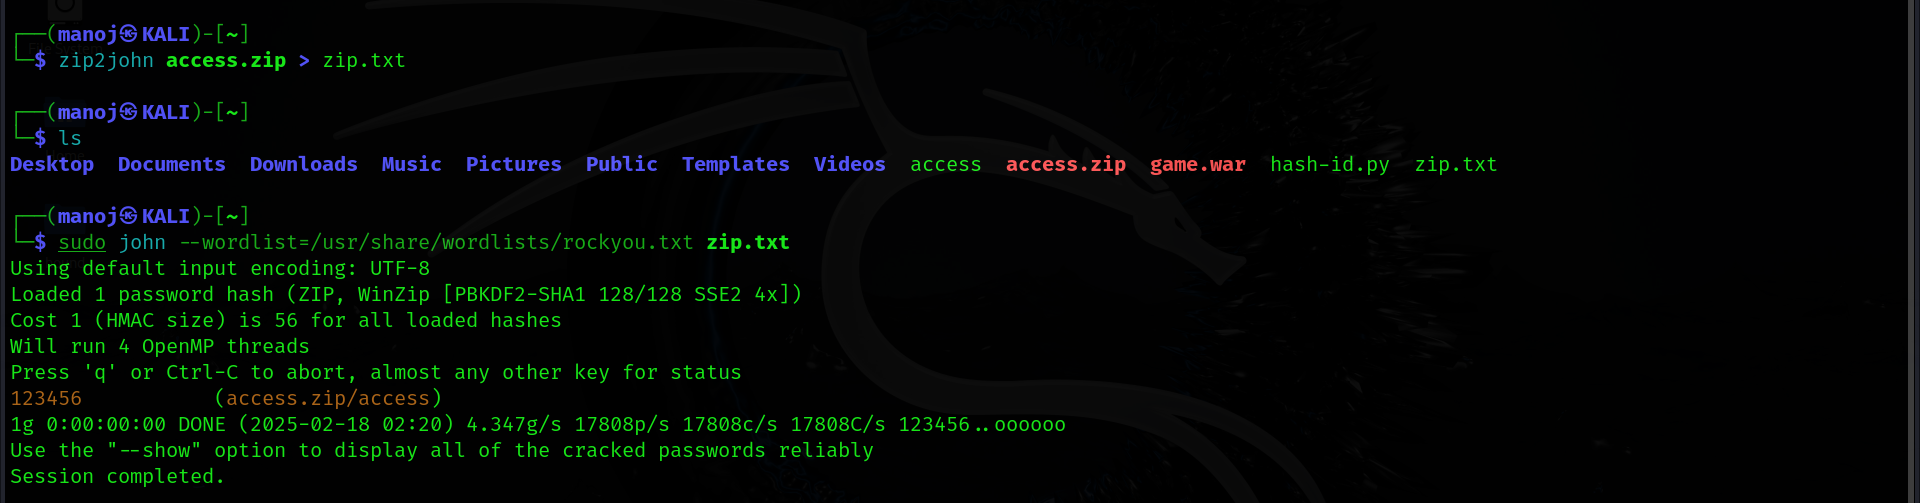 ┌──(manoj㉿KALI)-[~]
└─$ zip2john access.zip > zip.txt
┌──(manoj㉿KALI)-[~]
└─$ ls
Desktop  Documents  Downloads  Music  Pictures  Public  Templates  Videos  access  access.zip  game.war  hash-id.py  zip.txt
┌──(manoj㉿KALI)-[~]
└─$ sudo john --wordlist=/usr/share/wordlists/rockyou.txt zip.txt
Using default input encoding: UTF-8
Loaded 1 password hash (ZIP, WinZip [PBKDF2-SHA1 128/128 SSE2 4x])
Cost 1 (HMAC size) is 56 for all loaded hashes
Will run 4 OpenMP threads
Press 'q' or Ctrl-C to abort, almost any other key for status
123456           (access.zip/access)
1g 0:00:00:00 DONE (2025-02-18 02:20) 4.347g/s 17808p/s 17808c/s 17808C/s 123456..oooooo
Use the "--show" option to display all of the cracked passwords reliably
Session completed.